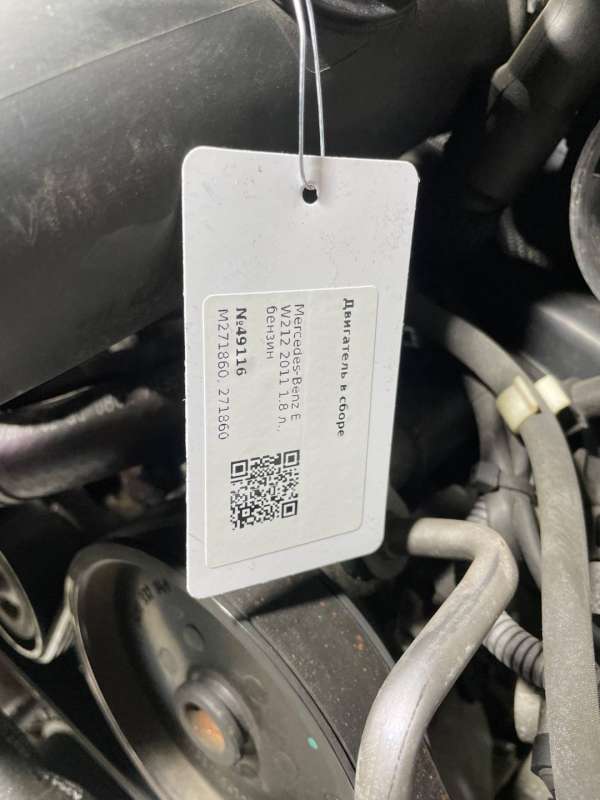 Двигатель в сборе
Mercedes-Benz E
W212 2011 1.8 л.,
бензин
№49116
M271860, 271860